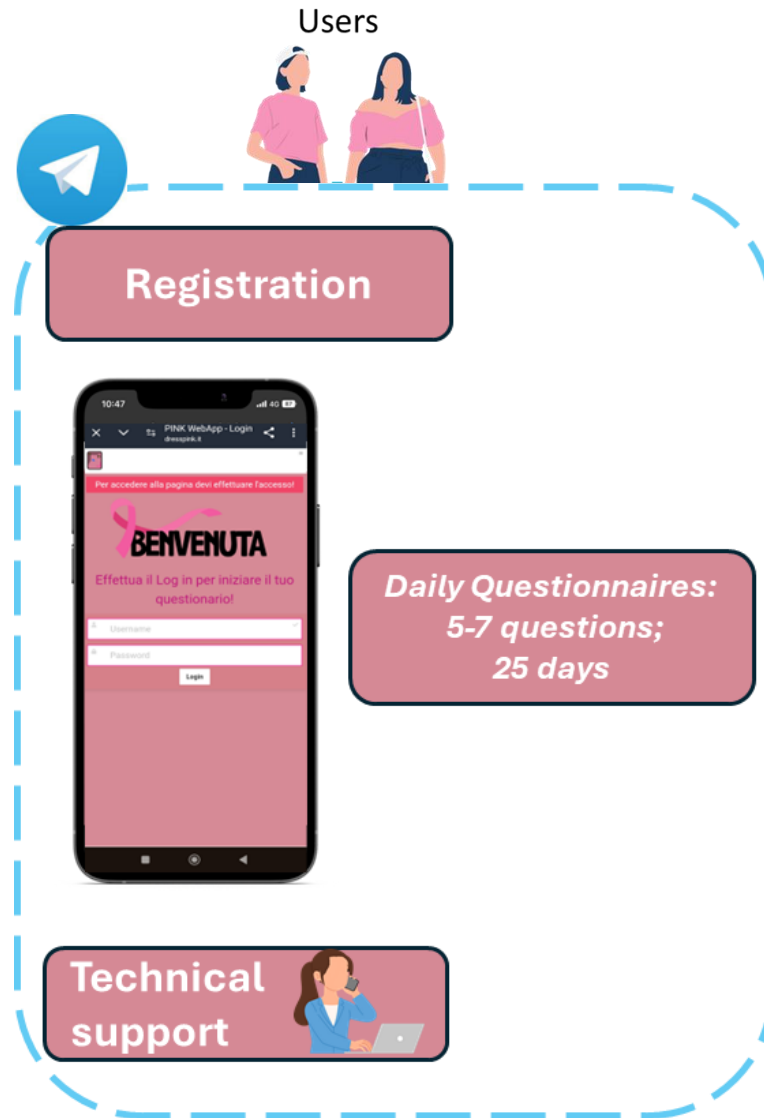 Users
Registration
10:47
4G 87
PINK WebApp - Login
dresspink.it
Per accedere alla pagina devi effettuare l'accesso!
BENVENUTA
Effettua il Log in per iniziare il tuo
questionario!
Username
Password
Login
Daily Questionnaires:
5-7 questions;
25 days
Technical
support